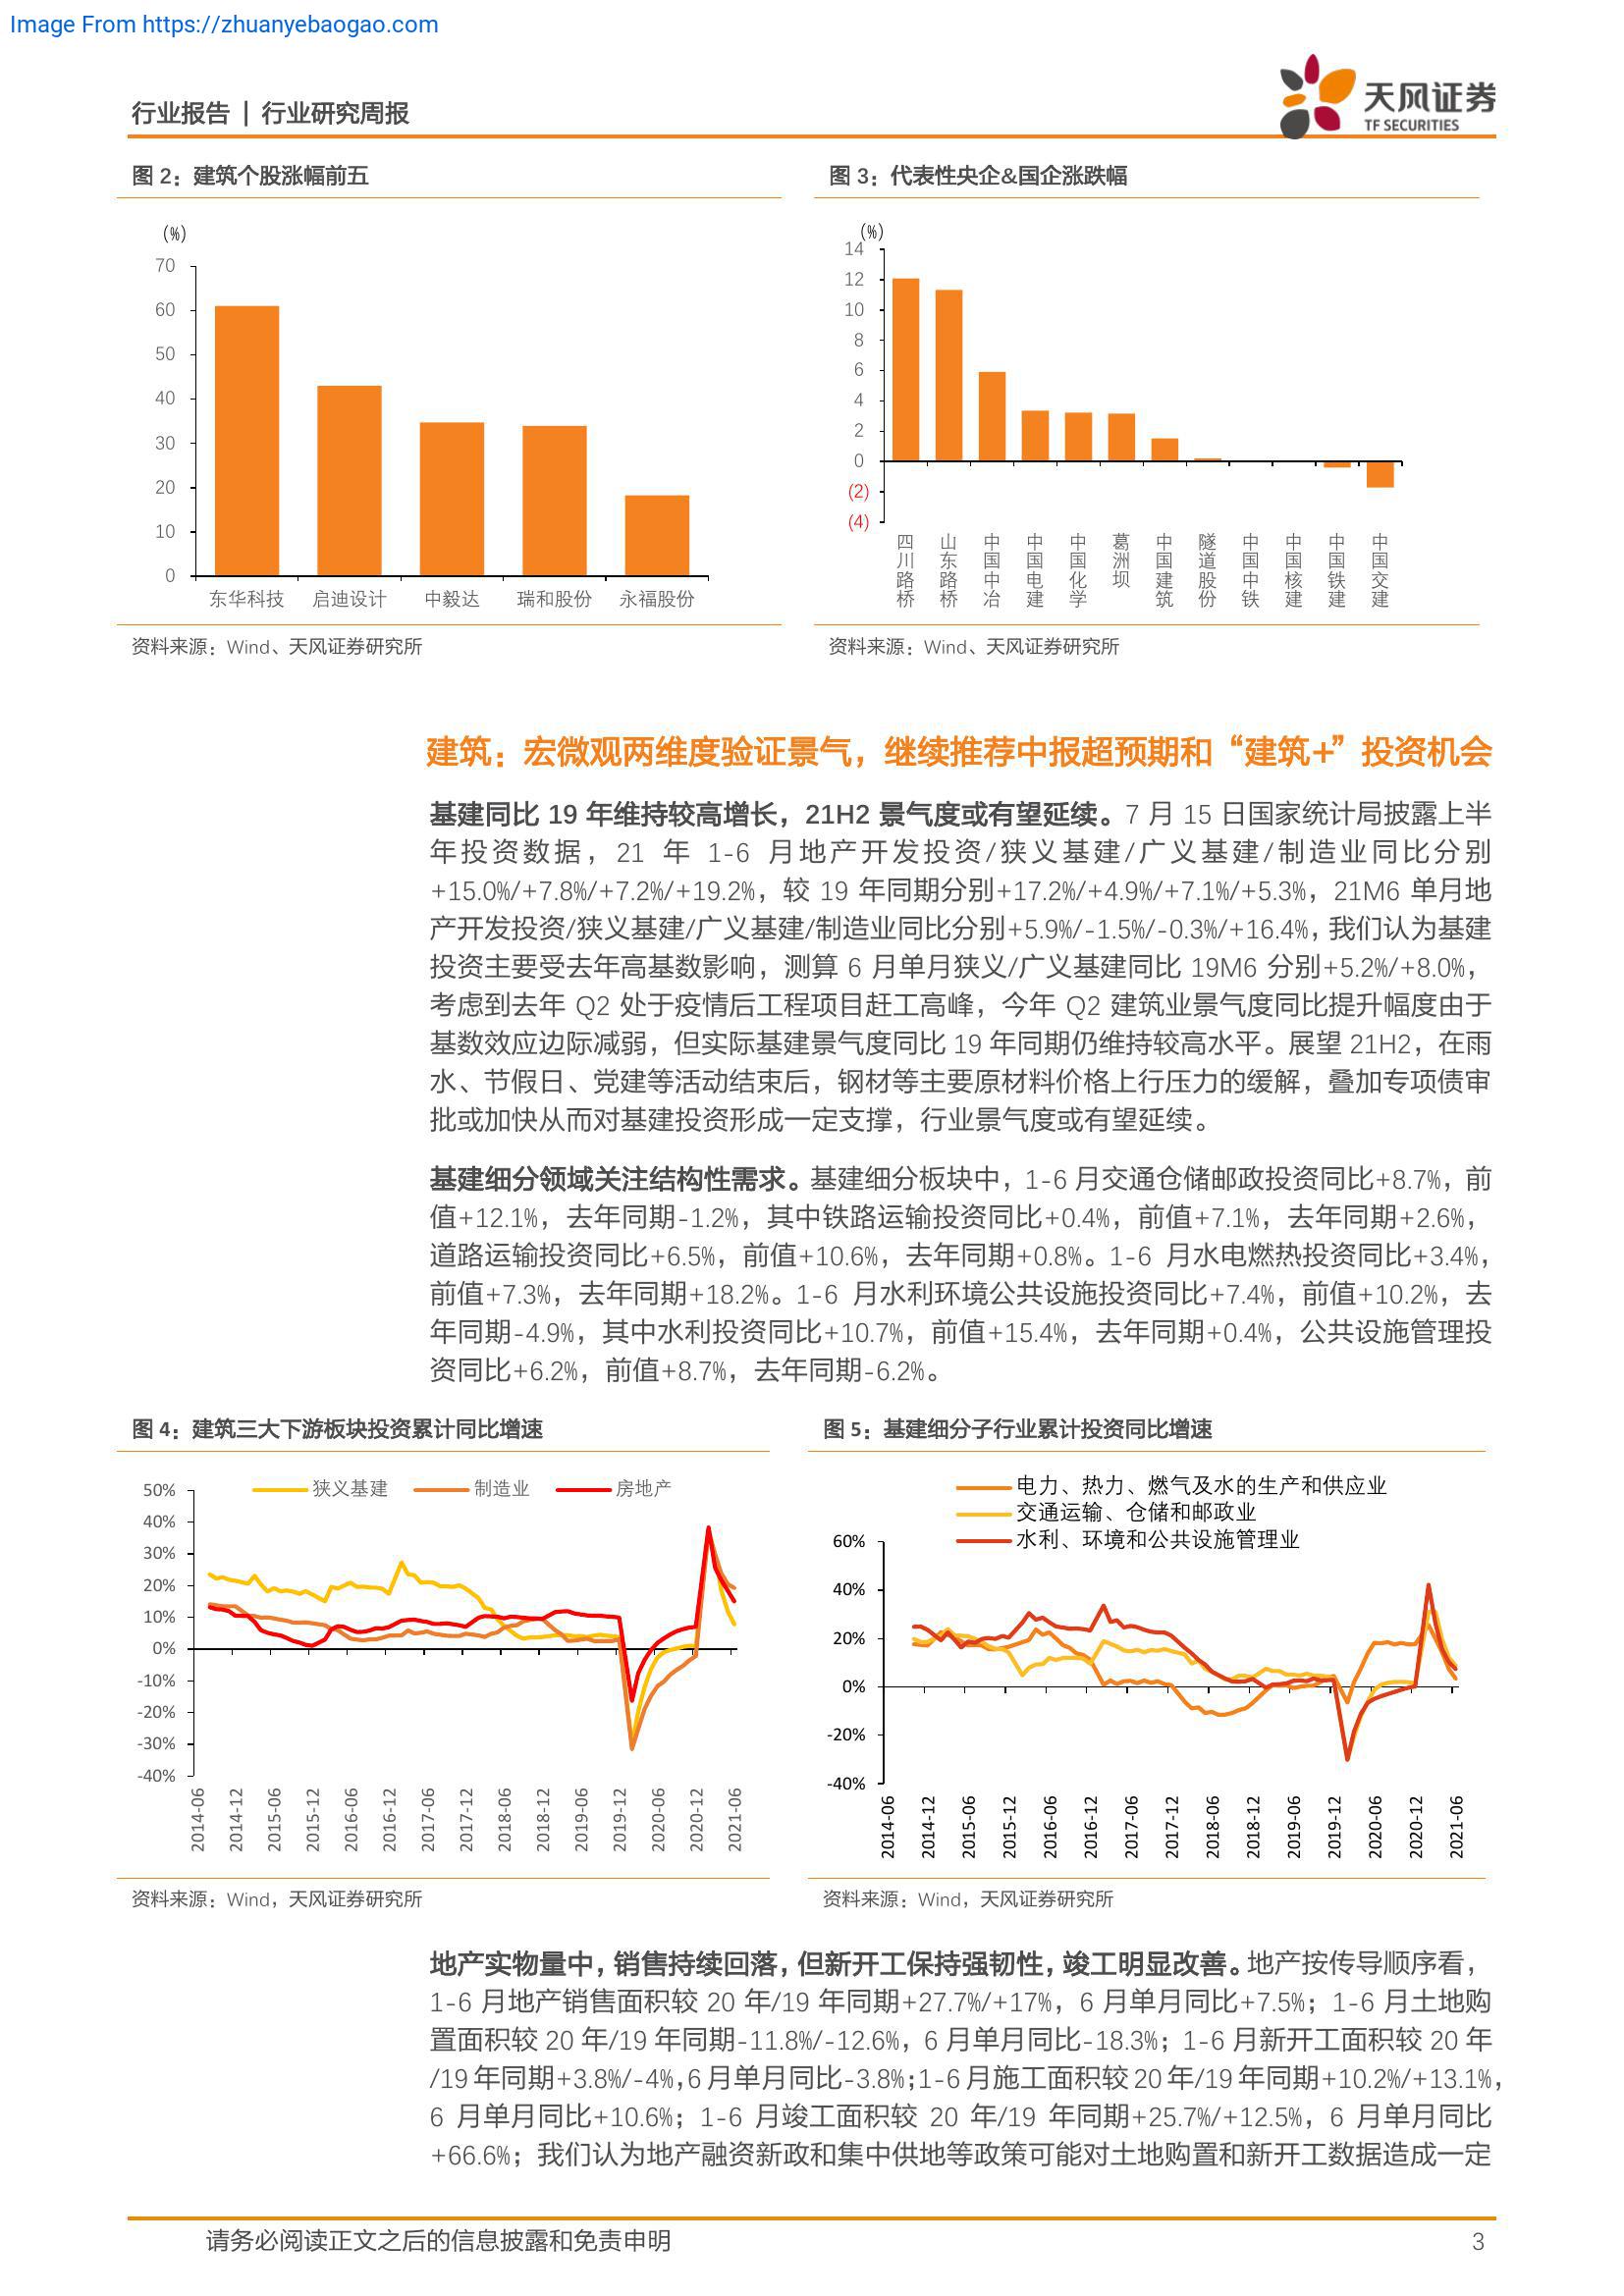 Image From https://zhuanyebaogao.com
行业报告 | 行业研究周报
天风证券
TF SECURITIES
图 2：建筑个股涨幅前五
(%)
70
60
50
40
30
20
10
0
东华科技 启迪设计 中毅达 瑞和股份 永福股份
资料来源：Wind、天风证券研究所
图 3：代表性央企&国企涨跌幅
(%)
14
12
10
8
6
4
2
0
(2)
(4)
四川路桥 山东路桥 中国中冶 中国电建 中国化学 葛洲坝 中国建筑 隧道股份 中国中铁 中国核建 中国铁建 中国交建
资料来源：Wind、天风证券研究所
建筑：宏微观两维度验证景气，继续推荐中报超预期和“建筑+”投资机会
基建同比 19 年维持较高增长，21H2 景气度或有望延续。7 月 15 日国家统计局披露上半
年投资数据，21 年 1-6 月地产开发投资/狭义基建/广义基建/制造业同比分别
+15.0%/+7.8%/+7.2%/+19.2%，较 19 年同期分别+17.2%/+4.9%/+7.1%/+5.3%，21M6 单月地
产开发投资/狭义基建/广义基建/制造业同比分别+5.9%/-1.5%/-0.3%/+16.4%，我们认为基建
投资主要受去年高基数影响，测算 6 月单月狭义/广义基建同比 19M6 分别+5.2%/+8.0%，
考虑到去年 Q2 处于疫情后工程项目赶工高峰，今年 Q2 建筑业景气度同比提升幅度由于
基数效应边际减弱，但实际基建景气度同比 19 年同期仍维持较高水平。展望 21H2，在雨
水、节假日、党建等活动结束后，钢材等主要原材料价格上行压力的缓解，叠加专项债审
批或加快从而对基建投资形成一定支撑，行业景气度或有望延续。
基建细分领域关注结构性需求。基建细分板块中，1-6 月交通仓储邮政投资同比+8.7%，前
值+12.1%，去年同期-1.2%，其中铁路运输投资同比+0.4%，前值+7.1%，去年同期+2.6%，
道路运输投资同比+6.5%，前值+10.6%，去年同期+0.8%。1-6 月水电燃热投资同比+3.4%，
前值+7.3%，去年同期+18.2%。1-6 月水利环境公共设施投资同比+7.4%，前值+10.2%，去
年同期-4.9%，其中水利投资同比+10.7%，前值+15.4%，去年同期+0.4%，公共设施管理投
资同比+6.2%，前值+8.7%，去年同期-6.2%。
图 4：建筑三大下游板块投资累计同比增速
狭义基建 制造业 房地产
50%
40%
30%
20%
10%
0%
-10%
-20%
-30%
-40%
2014-06 2014-12 2015-06 2015-12 2016-06 2016-12 2017-06 2017-12 2018-06 2018-12 2019-06 2019-12 2020-06 2020-12 2021-06
资料来源：Wind，天风证券研究所
图 5：基建细分子行业累计投资同比增速
电力、热力、燃气及水的生产和供应业
交通运输、仓储和邮政业
水利、环境和公共设施管理业
60%
40%
20%
0%
-20%
-40%
2014-06 2014-12 2015-06 2015-12 2016-06 2016-12 2017-06 2017-12 2018-06 2018-12 2019-06 2019-12 2020-06 2020-12 2021-06
资料来源：Wind，天风证券研究所
地产实物量中，销售持续回落，但新开工保持强韧性，竣工明显改善。地产按传导顺序看，
1-6 月地产销售面积较 20 年/19 年同期+27.7%/+17%，6 月单月同比+7.5%；1-6 月土地购
置面积较 20 年/19 年同期-11.8%/-12.6%，6 月单月同比-18.3%；1-6 月新开工面积较 20 年
/19 年同期+3.8%/-4%，6 月单月同比-3.8%；1-6 月施工面积较 20 年/19 年同期+10.2%/+13.1%，
6 月单月同比+10.6%；1-6 月竣工面积较 20 年/19 年同期+25.7%/+12.5%，6 月单月同比
+66.6%；我们认为地产融资新政和集中供地等政策可能对土地购置和新开工数据造成一定
请务必阅读正文之后的信息披露和免责申明
3